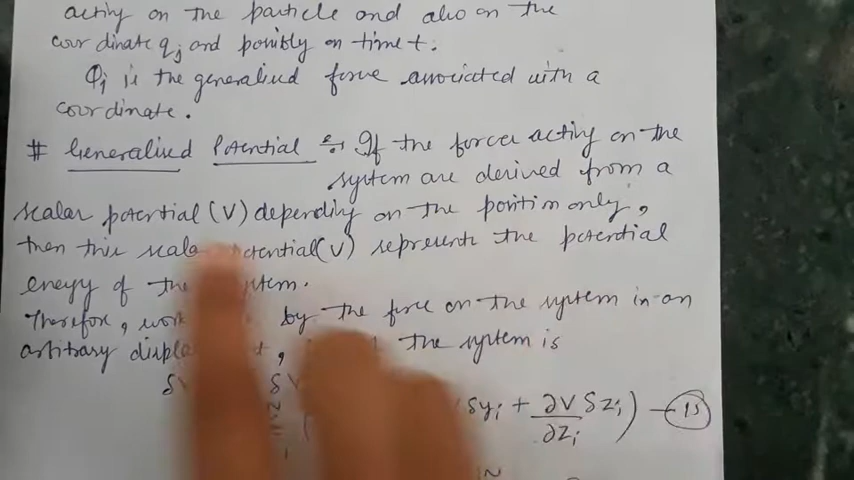 acting on the particle and also on the
coordinate qj and possibly on time t.
Qj is the generalised force associated with a
coordinate.
# Generalised Potential :- If the forces acting on the
system are derived from a
scalar potential (V) depending on the position only,
then this scalar potential (V) represents the potential
energy of the system.
Therefore, work by the force on the system in an
arbitrary, the system is
δyi + ∂V/∂zi δzi) — (15)